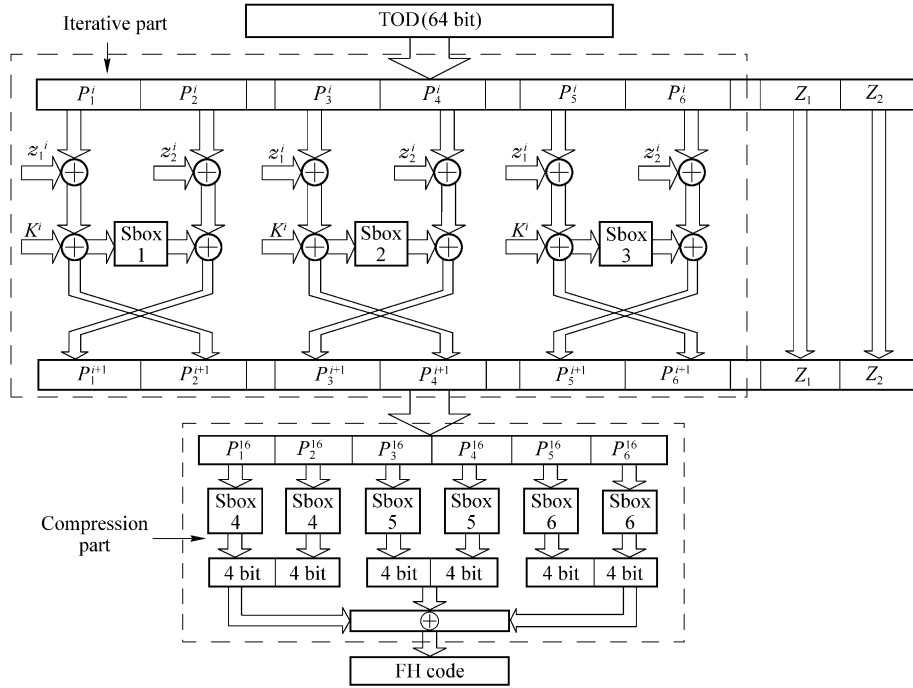 TOD(64 bit)
Iterative part
P_1^i P_2^i P_3^i P_4^i P_5^i P_6^i Z_1 Z_2
z_1^i z_2^i z_1^i z_2^i z_1^i z_2^i
K^i Sbox 1 K^i Sbox 2 K^i Sbox 3
P_1^{i+1} P_2^{i+1} P_3^{i+1} P_4^{i+1} P_5^{i+1} P_6^{i+1} Z_1 Z_2
P_1^{16} P_2^{16} P_3^{16} P_4^{16} P_5^{16} P_6^{16}
Sbox 4 Sbox 4 Sbox 5 Sbox 5 Sbox 6 Sbox 6
Compression
part
4 bit 4 bit 4 bit 4 bit 4 bit 4 bit
FH code